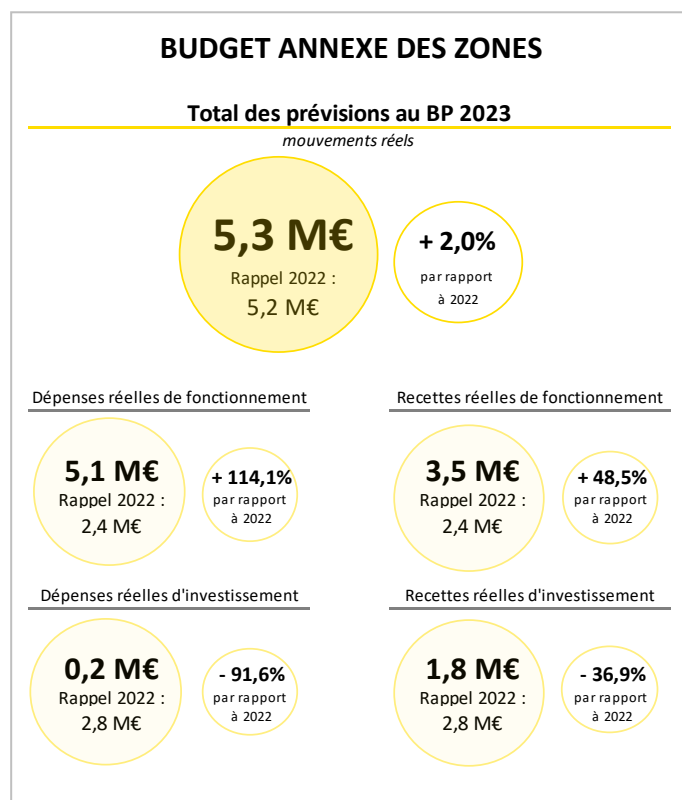 BUDGET ANNEXE DES ZONES
Total des prévisions au BP 2023
mouvements réels
5,3 M€
Rappel 2022 :
5,2 M€
+ 2,0%
par rapport
à 2022
Dépenses réelles de fonctionnement
5,1 M€
Rappel 2022 :
2,4 M€
+ 114,1%
par rapport
à 2022
Recettes réelles de fonctionnement
3,5 M€
Rappel 2022 :
2,4 M€
+ 48,5%
par rapport
à 2022
Dépenses réelles d'investissement
0,2 M€
Rappel 2022 :
2,8 M€
- 91,6%
par rapport
à 2022
Recettes réelles d'investissement
1,8 M€
Rappel 2022 :
2,8 M€
- 36,9%
par rapport
à 2022